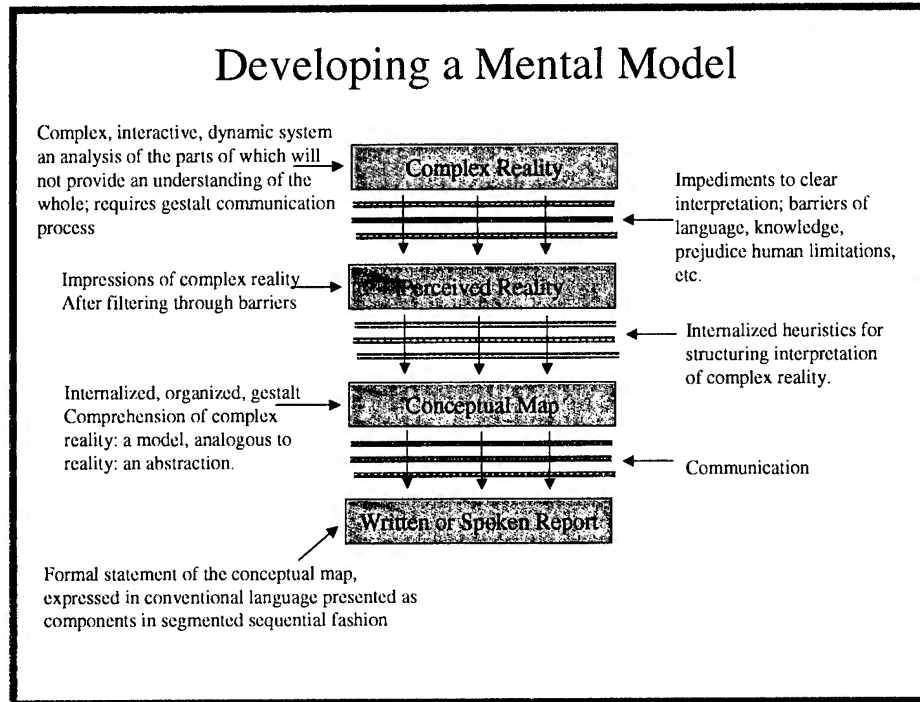 Developing a Mental Model
Complex, interactive, dynamic system
an analysis of the parts of which will
not provide an understanding of the
whole; requires gestalt communication
process
Complex Reality
Impediments to clear
interpretation; barriers of
language, knowledge,
prejudice human limitations,
etc.
Impressions of complex reality
After filtering through barriers
Perceived Reality
Internalized heuristics for
structuring interpretation
of complex reality.
Internalized, organized, gestalt
Comprehension of complex
reality: a model, analogous to
reality: an abstraction.
Conceptual Map
Communication
Written or Spoken Report
Formal statement of the conceptual map,
expressed in conventional language presented as
components in segmented sequential fashion